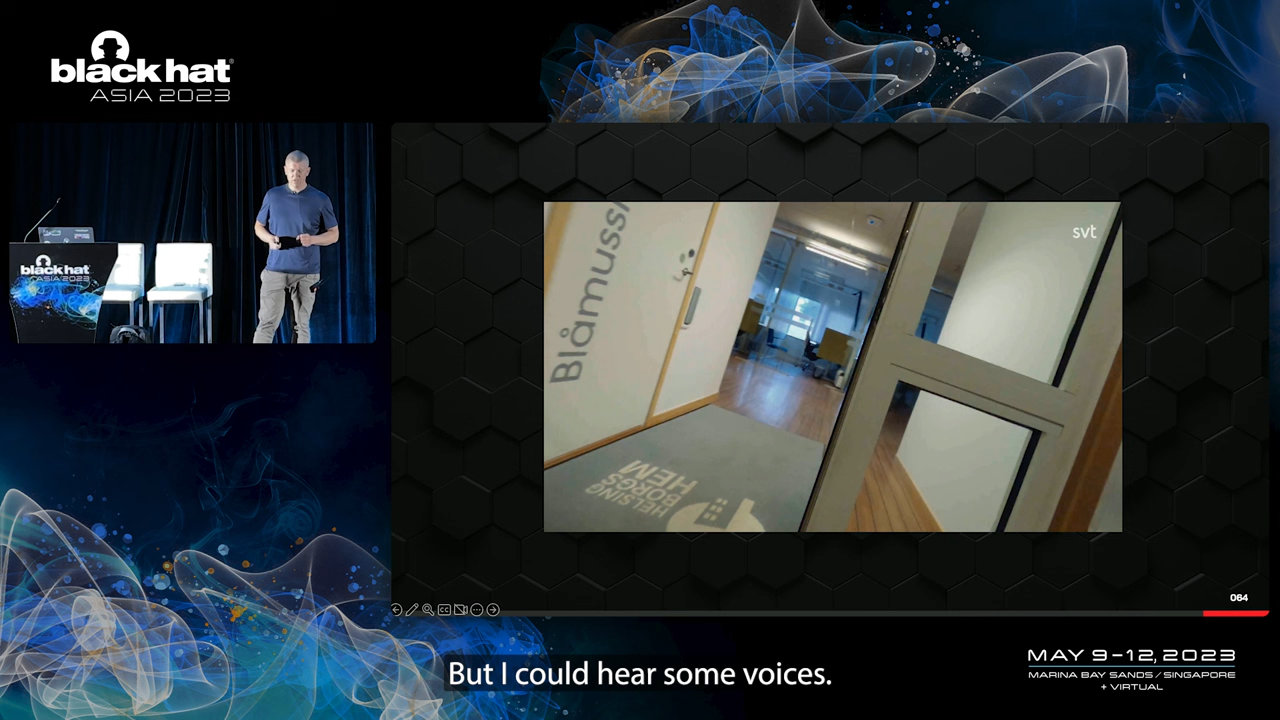 black hat
ASIA 2023
black hat
ASIA 2023
svt
Blåmuss
HELSING
BORGS
HEM
064
But I could hear some voices.
MAY 9-12, 2023
MARINA BAY SANDS / SINGAPORE
+ VIRTUAL